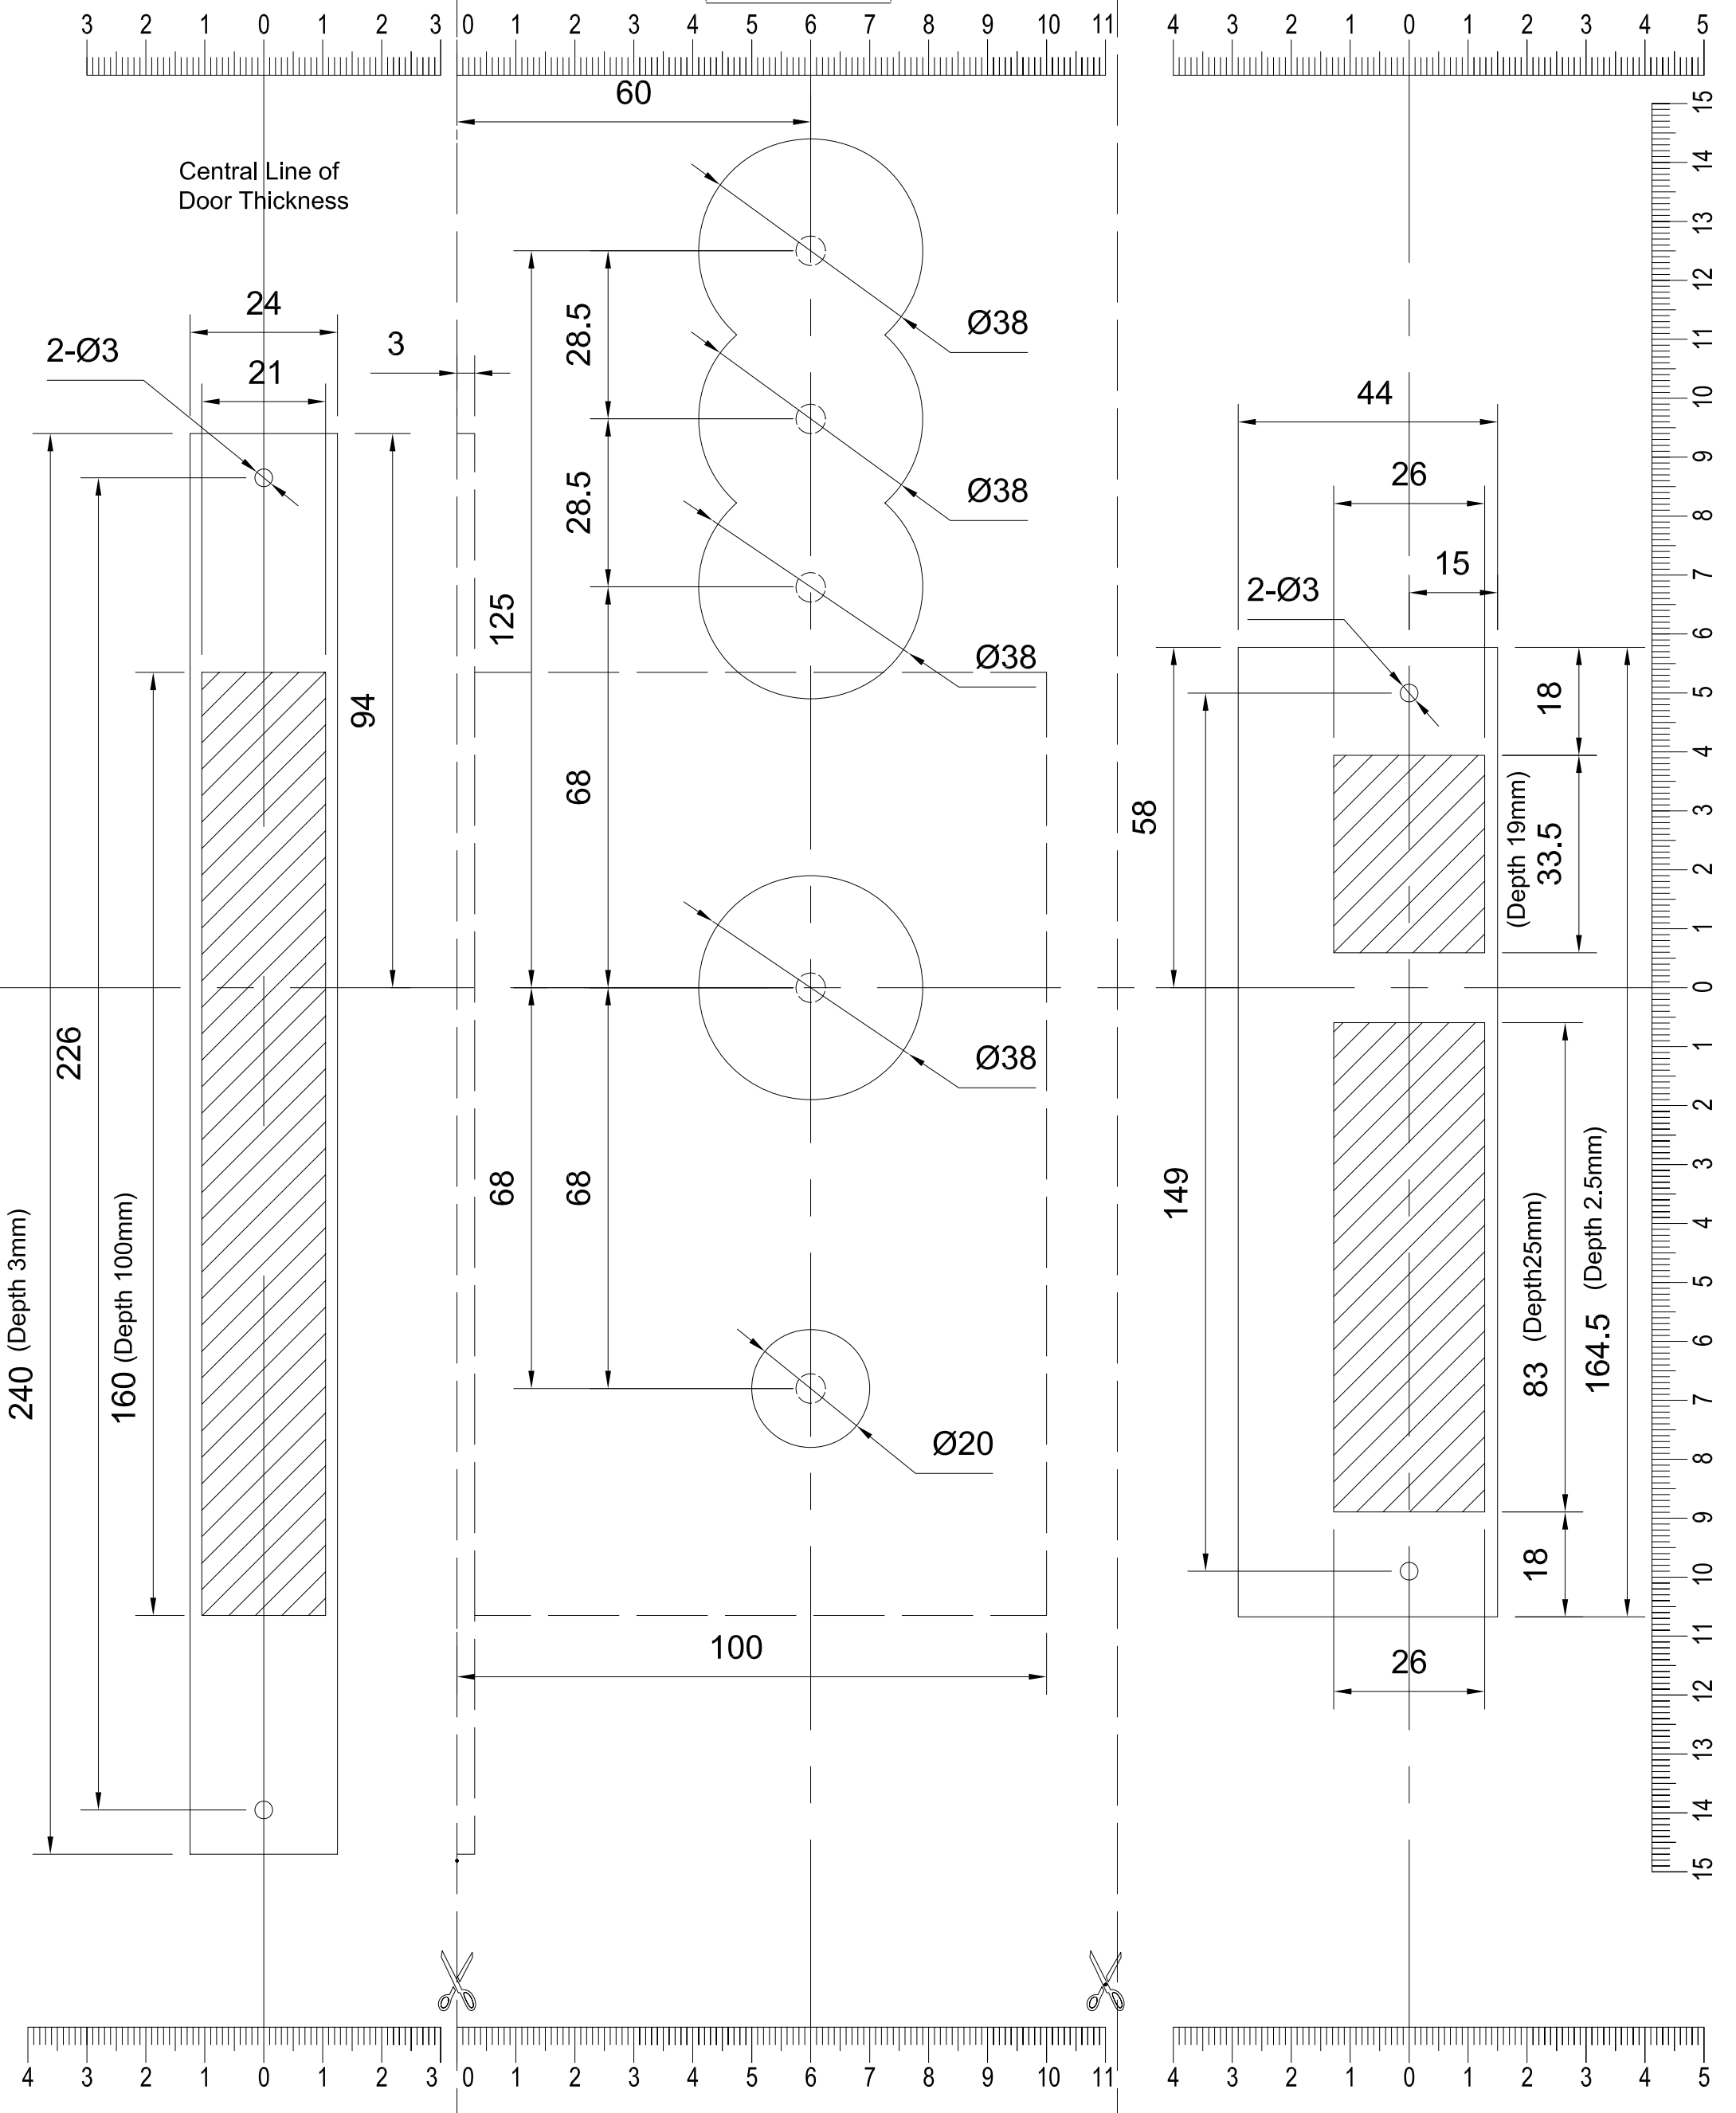 3 2 1 0 1 2 3
0 1 2 3 4 5 6 7 8 9 10 11
4 3 2 1 0 1 2 3 4 5
60
Central Line of
Door Thickness
24
2-Ø3
21
3
28.5
Ø38
28.5
Ø38
125
Ø38
94
68
44
26
15
2-Ø3
18
58
(Depth 19mm)
33.5
226
Ø38
68
68
149
240 (Depth 3mm)
160 (Depth 100mm)
83 (Depth25mm)
164.5 (Depth 2.5mm)
Ø20
18
100
26
15
14
13
12
11
10
9
8
7
6
5
4
3
2
1
0
1
2
3
4
5
6
7
8
9
10
11
12
13
14
15
4 3 2 1 0 1 2 3
0 1 2 3 4 5 6 7 8 9 10 11
4 3 2 1 0 1 2 3 4 5